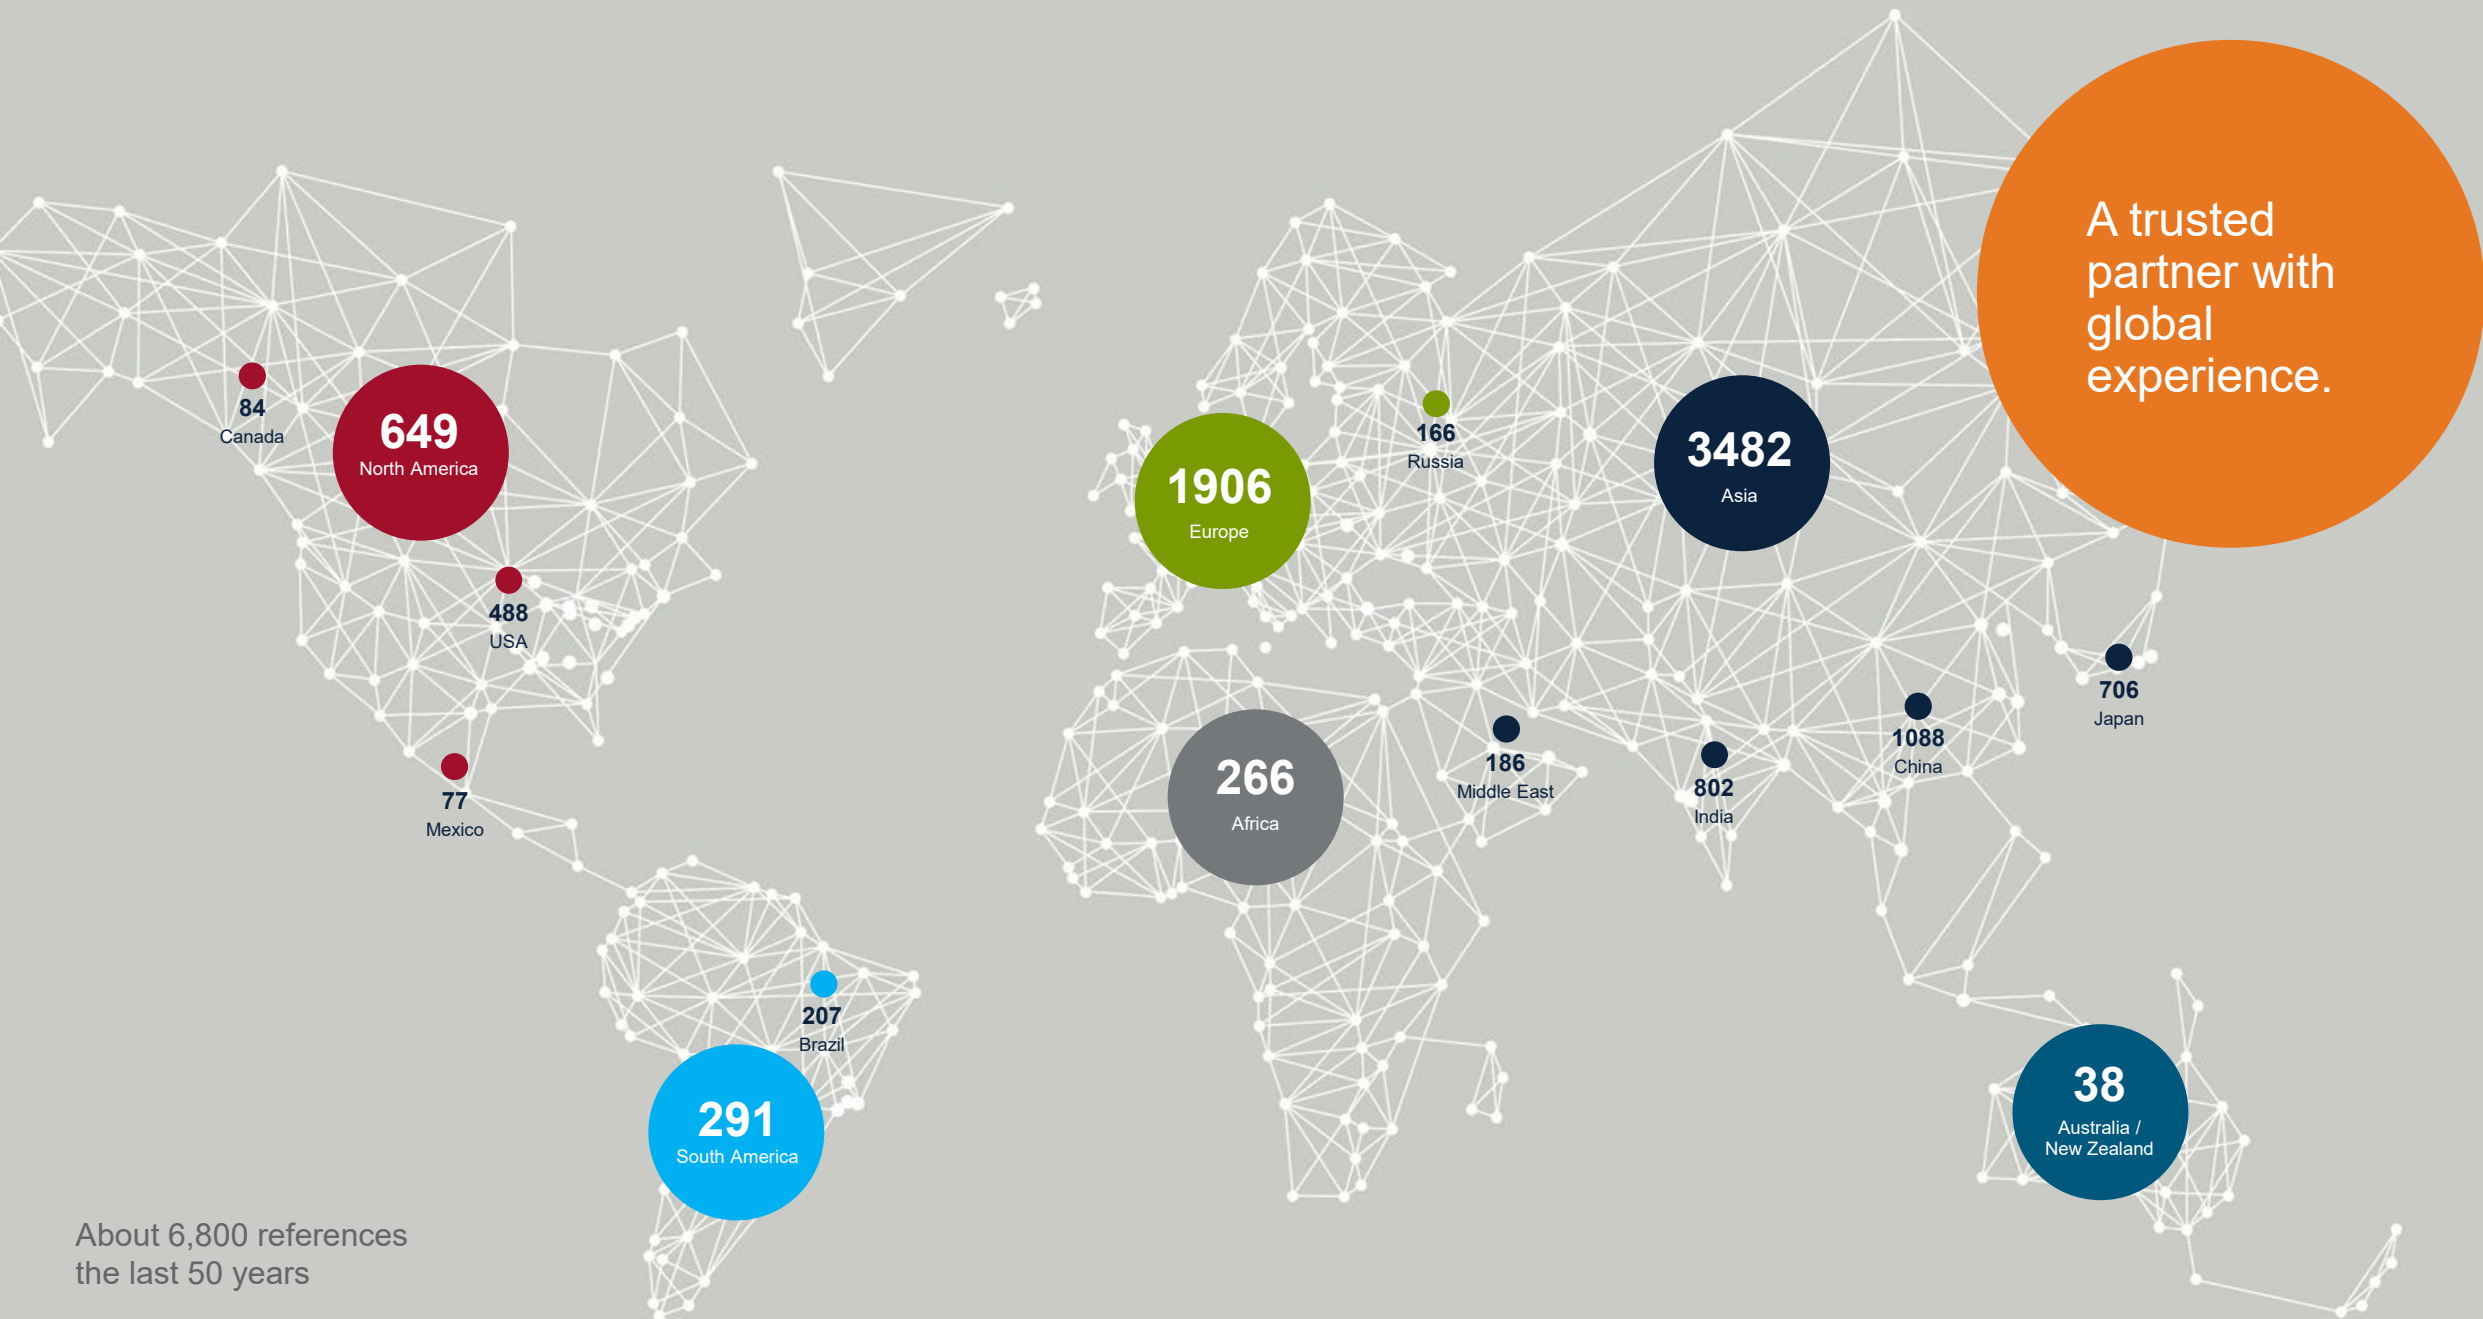 A trusted
partner with
global
experience.
84
Canada
649
North America
488
USA
77
Mexico
207
Brazil
291
South America
1906
Europe
166
Russia
266
Africa
3482
Asia
186
Middle East
802
India
1088
China
706
Japan
38
Australia /
New Zealand
About 6,800 references
the last 50 years